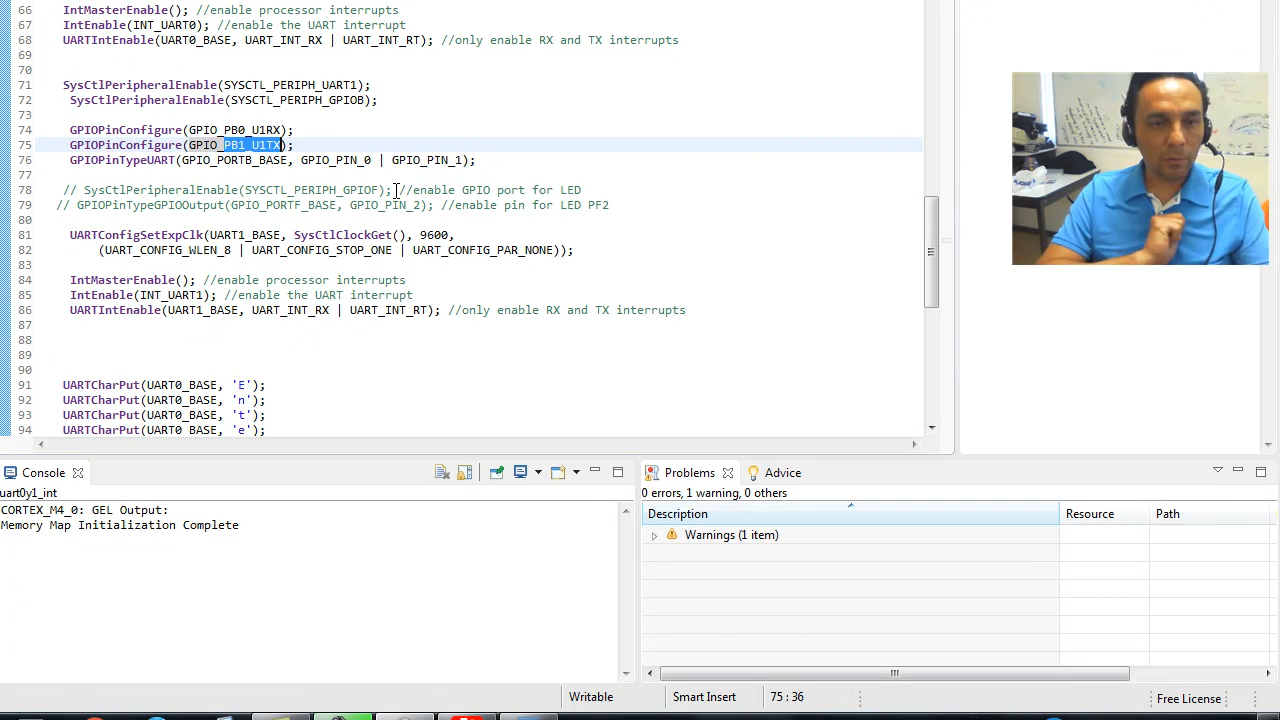 66 IntMasterEnable(); //enable processor interrupts
67 IntEnable(INT_UART0); //enable the UART interrupt
68 UARTIntEnable(UART0_BASE, UART_INT_RX | UART_INT_RT); //only enable RX and TX interrupts
69
70
71 SysCtlPeripheralEnable(SYSCTL_PERIPH_UART1);
72 SysCtlPeripheralEnable(SYSCTL_PERIPH_GPIOB);
73
74 GPIOPinConfigure(GPIO_PB0_U1RX);
75 GPIOPinConfigure(GPIO_PB1_U1TX);
76 GPIOPinTypeUART(GPIO_PORTB_BASE, GPIO_PIN_0 | GPIO_PIN_1);
77
78 // SysCtlPeripheralEnable(SYSCTL_PERIPH_GPIOF); //enable GPIO port for LED
79 // GPIOPinTypeGPIOOutput(GPIO_PORTF_BASE, GPIO_PIN_2); //enable pin for LED PF2
80
81 UARTConfigSetExpClk(UART1_BASE, SysCtlClockGet(), 9600,
82 (UART_CONFIG_WLEN_8 | UART_CONFIG_STOP_ONE | UART_CONFIG_PAR_NONE));
83
84 IntMasterEnable(); //enable processor interrupts
85 IntEnable(INT_UART1); //enable the UART interrupt
86 UARTIntEnable(UART1_BASE, UART_INT_RX | UART_INT_RT); //only enable RX and TX interrupts
87
88
89
90
91 UARTCharPut(UART0_BASE, 'E');
92 UARTCharPut(UART0_BASE, 'n');
93 UARTCharPut(UART0_BASE, 't');
94 UARTCharPut(UART0_BASE, 'e');
Console
uart0y1_int
CORTEX_M4_0: GEL Output:
Memory Map Initialization Complete
Problems Advice
0 errors, 1 warning, 0 others
Description Resource Path
Warnings (1 item)
Writable Smart Insert 75 : 36 Free License